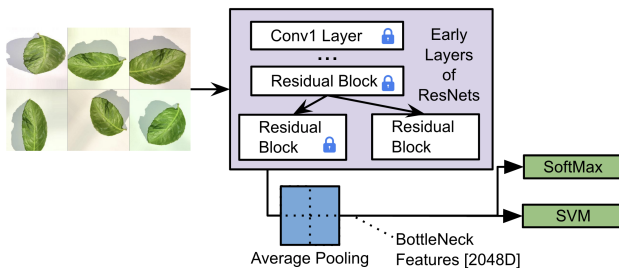 Conv1 Layer
...
Residual Block
Early
Layers
of
ResNets
Residual
Block
Residual
Block
SoftMax
SVM
Average Pooling
BottleNeck
Features [2048D]